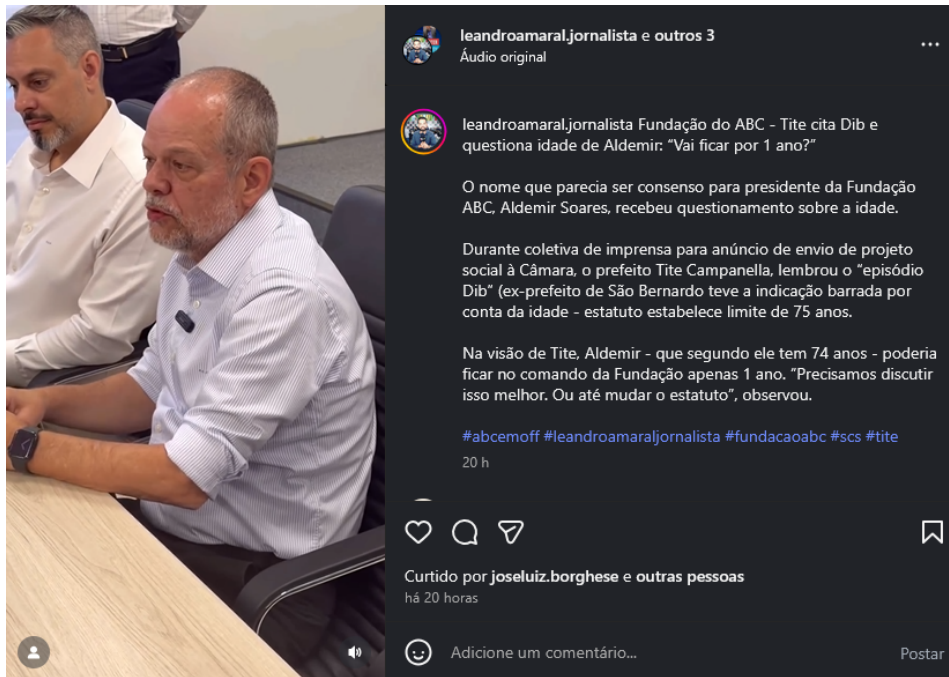 leandroamaral.jornalista e outros 3
Áudio original
leandroamaral.jornalista Fundação do ABC - Tite cita Dib e
questiona idade de Aldemir: “Vai ficar por 1 ano?”
O nome que parecia ser consenso para presidente da Fundação
ABC, Aldemir Soares, recebeu questionamento sobre a idade.
Durante coletiva de imprensa para anúncio de envio de projeto
social à Câmara, o prefeito Tite Campanella, lembrou o “episódio
Dib” (ex-prefeito de São Bernardo teve a indicação barrada por
conta da idade - estatuto estabelece limite de 75 anos.
Na visão de Tite, Aldemir - que segundo ele tem 74 anos - poderia
ficar no comando da Fundação apenas 1 ano. “Precisamos discutir
isso melhor. Ou até mudar o estatuto”, observou.
#abcemoff #leandroamaraljornalista #fundacaoabc #scs #tite
20 h
Curtido por joseluiz.borghese e outras pessoas
há 20 horas
Adicione um comentário...
Postar